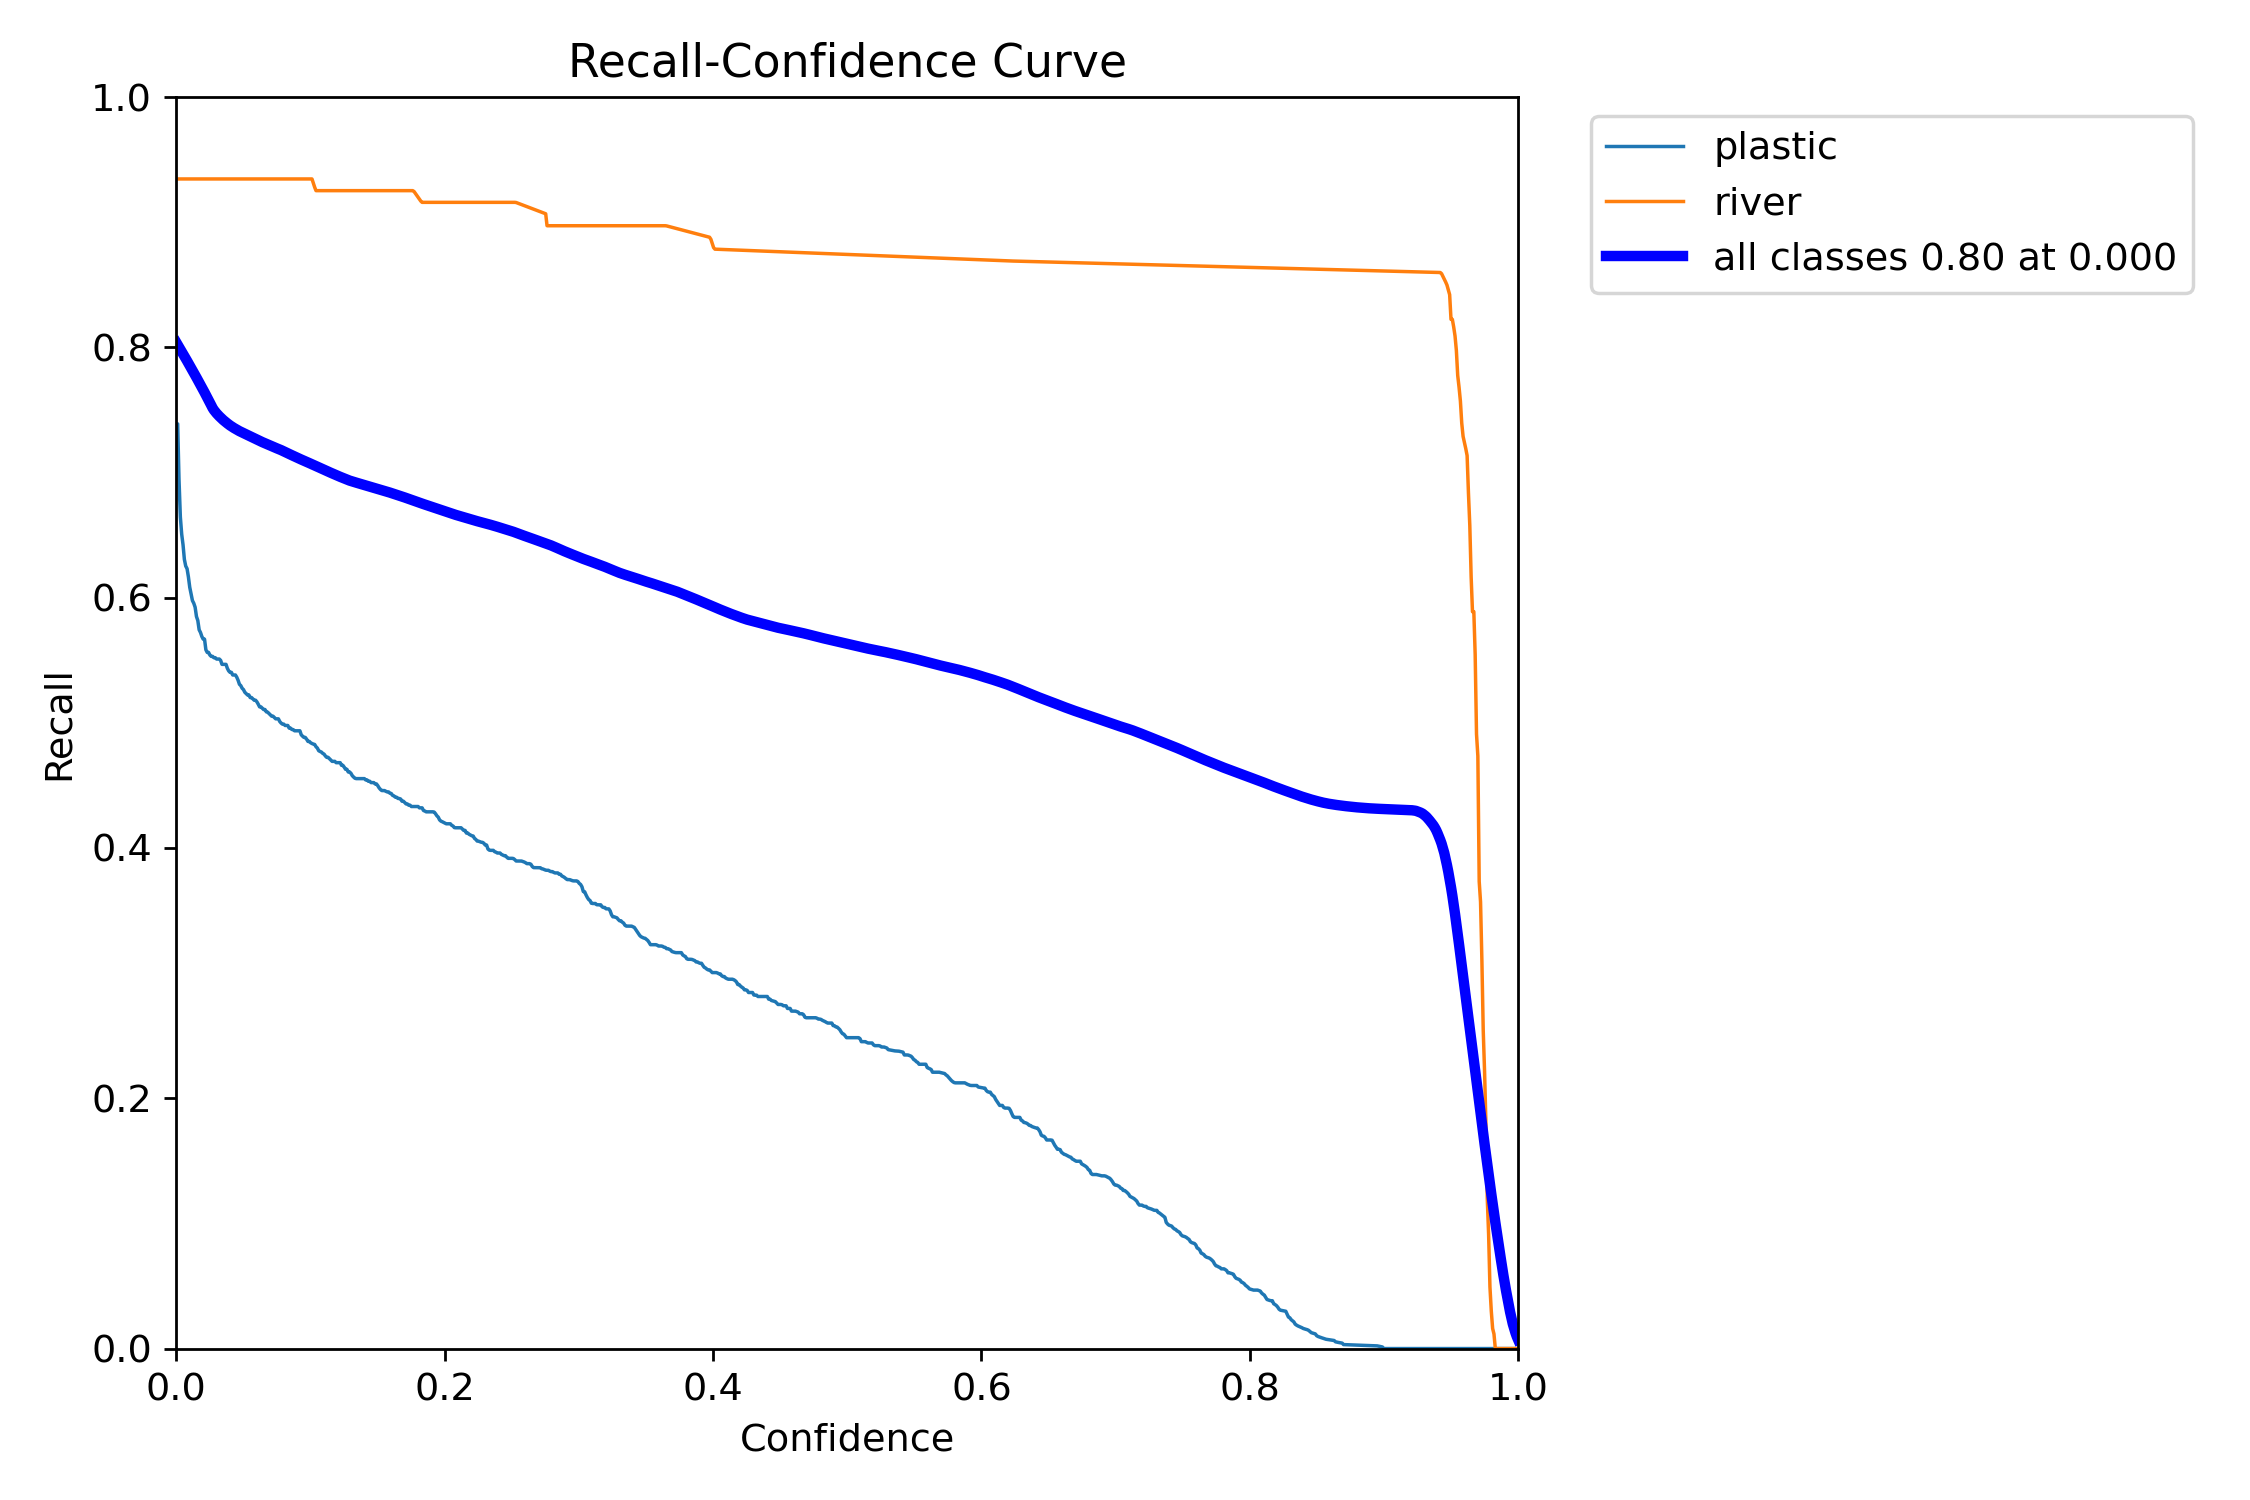 Recall-Confidence Curve
1.0
0.8
0.6
0.4
0.2
0.0
Recall
0.0 0.2 0.4 0.6 0.8 1.0
Confidence
plastic
river
all classes 0.80 at 0.000